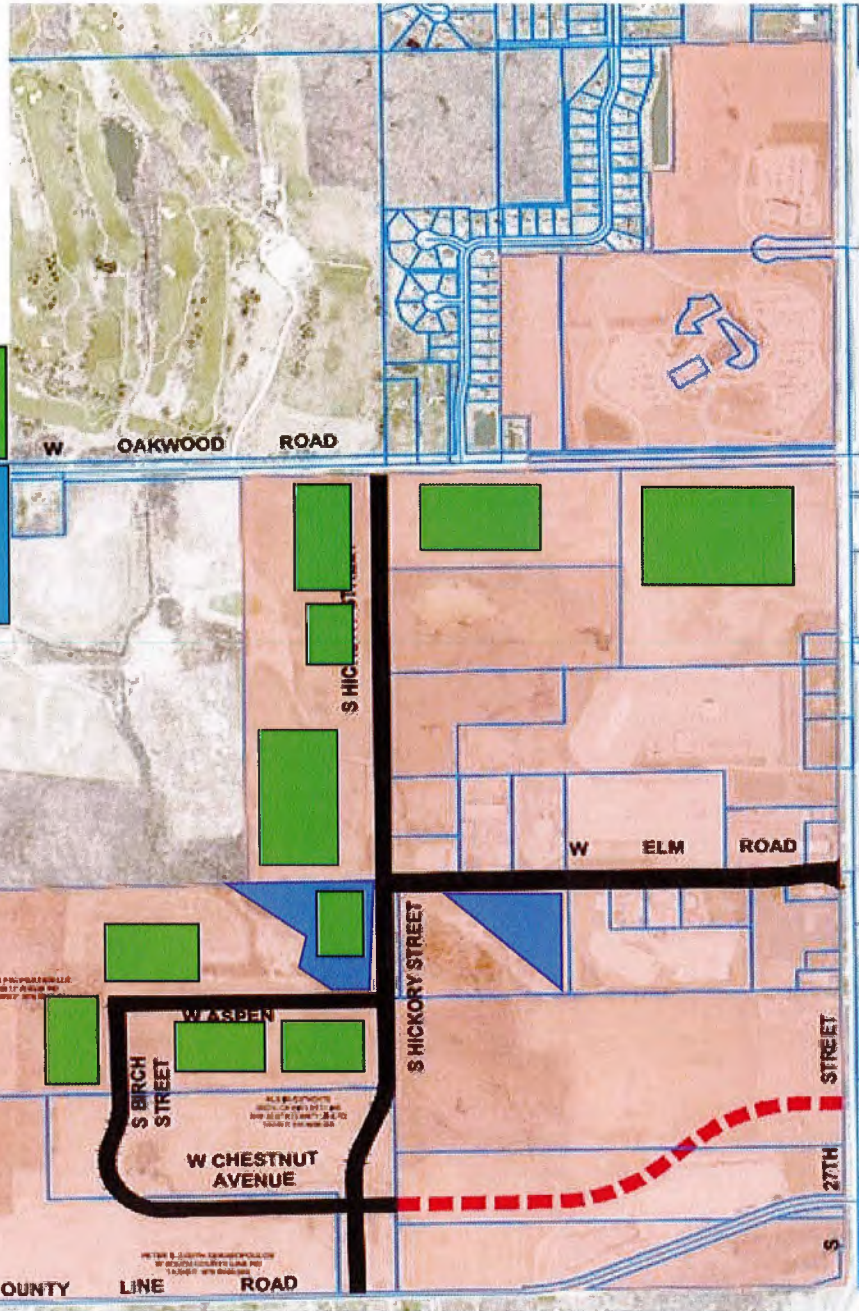 W OAKWOOD ROAD
S HICKORY STREET
W ELM ROAD
S HICKORY STREET
W ASPEN
S BIRCH
STREET
W CHESTNUT
AVENUE
S 27TH STREET
OUNTY LINE ROAD